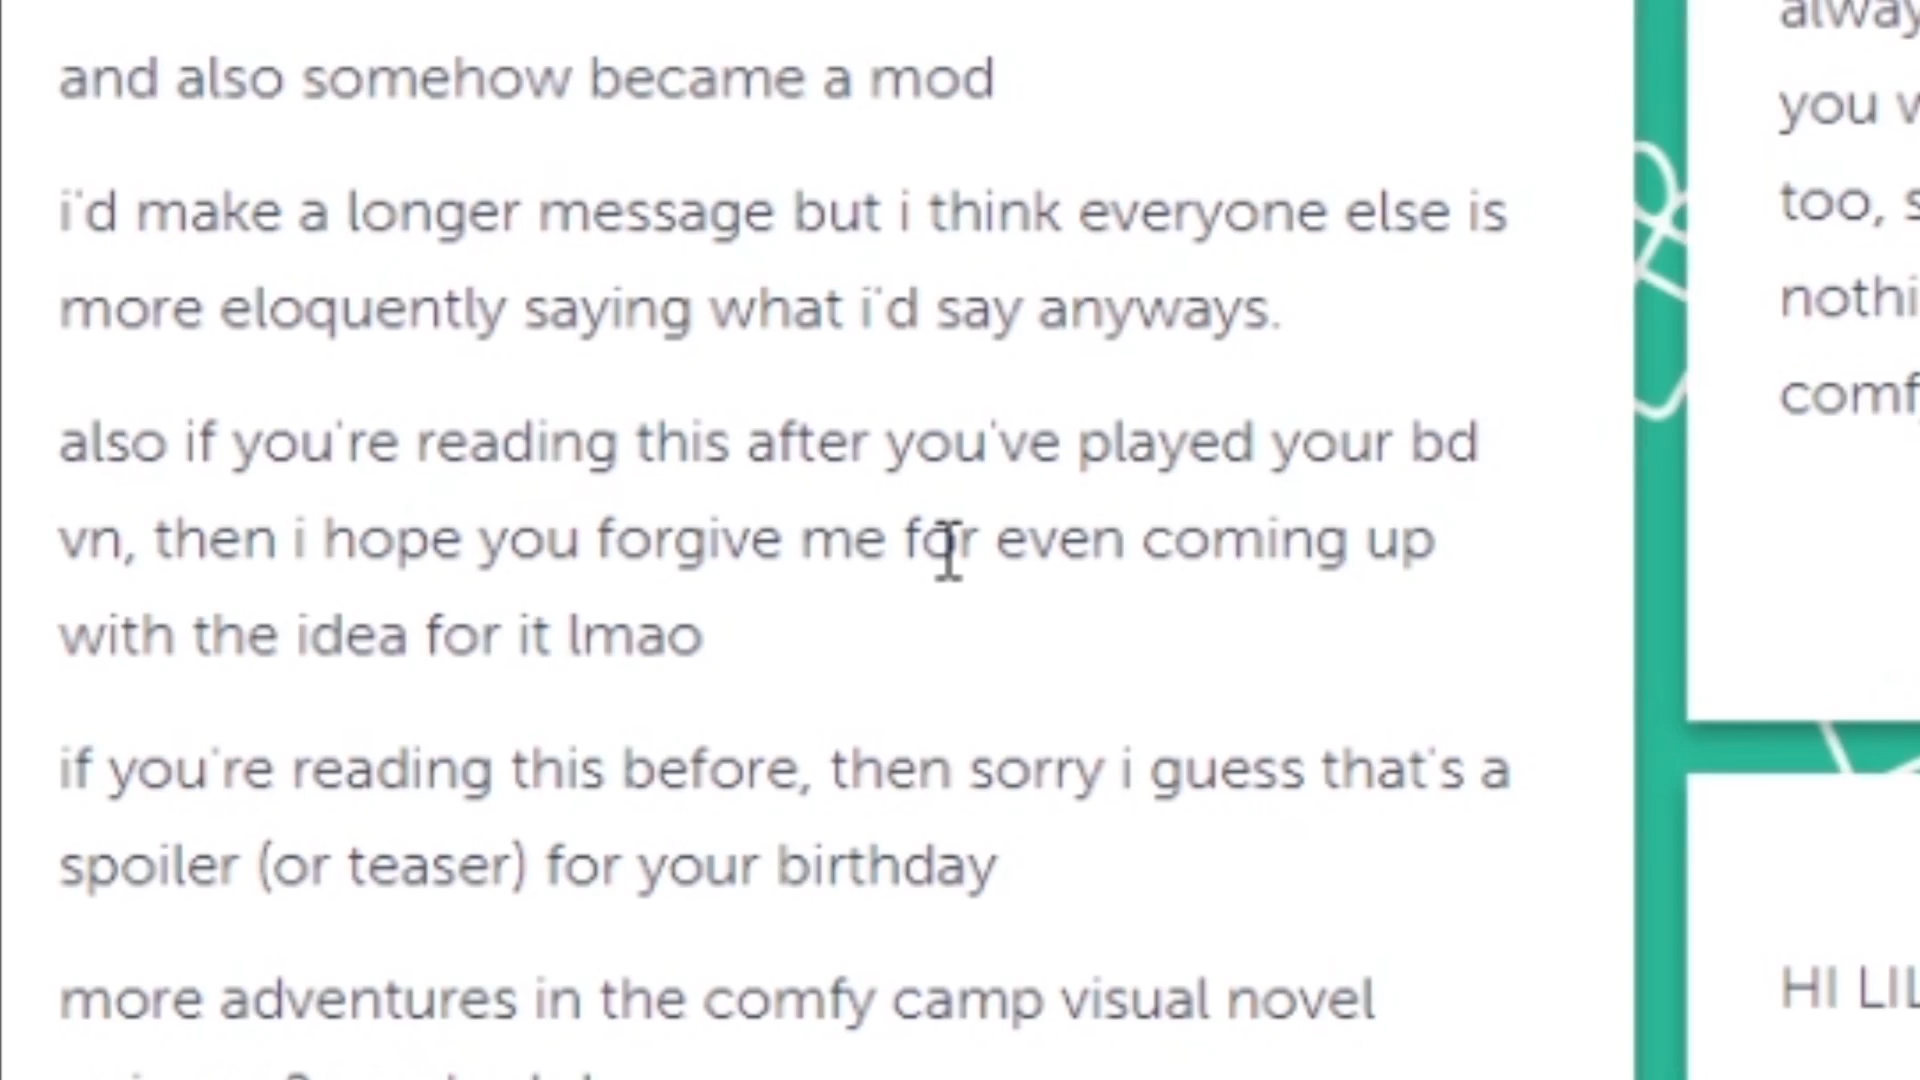 and also somehow became a mod
i'd make a longer message but i think everyone else is
more eloquently saying what i'd say anyways.
also if you're reading this after you've played your bd
vn, then i hope you forgive me for even coming up
with the idea for it lmao
if you're reading this before, then sorry i guess that's a
spoiler (or teaser) for your birthday
more adventures in the comfy camp visual novel
you
too,
HI